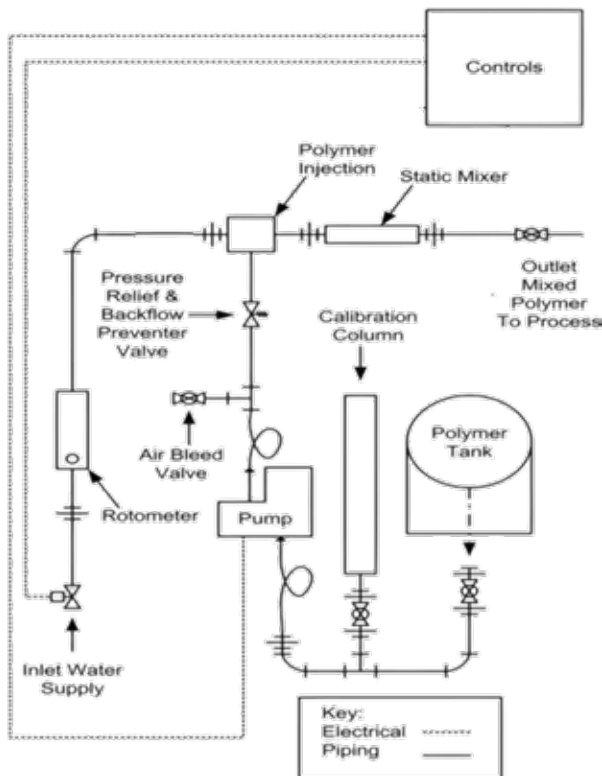 Controls
Polymer
Injection
Static Mixer
Pressure
Relief &
Backflow
Preventer
Valve
Outlet
Mixed
Polymer
To Process
Calibration
Column
Air Bleed
Valve
Polymer
Tank
Rotometer
Pump
Inlet Water
Supply
Key:
Electrical
Piping